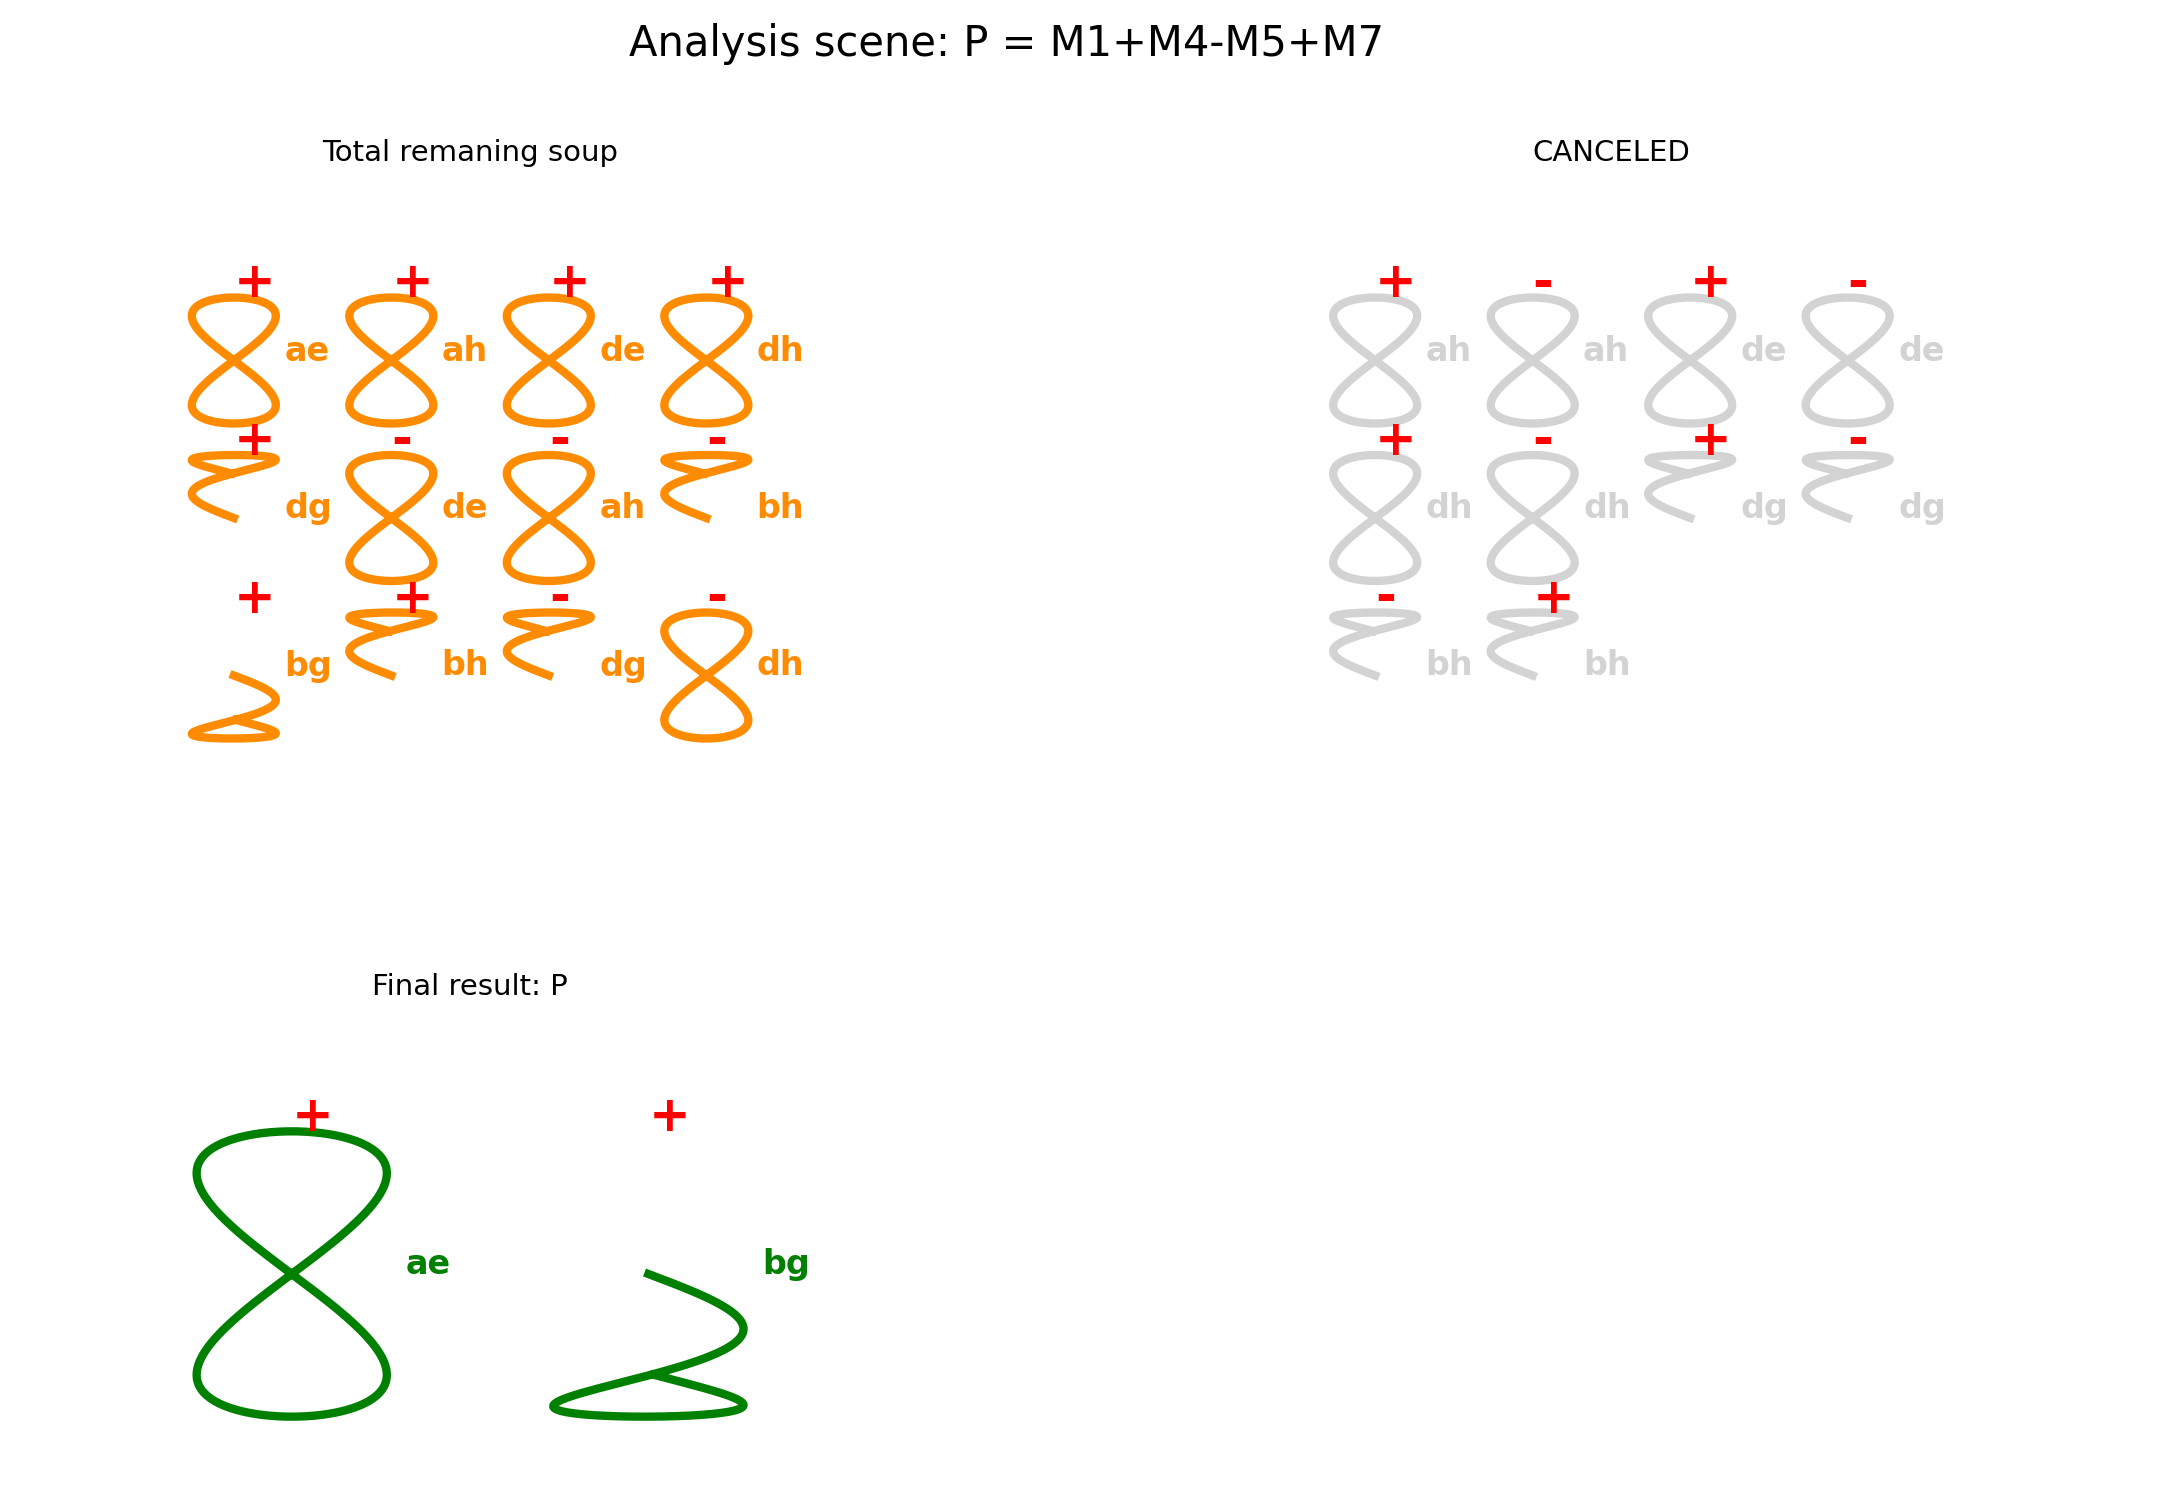 Analysis scene: P = M1+M4-M5+M7
Total remaning soup
+ + + +
ae ah de dh
+ - - -
dg de ah bh
+ + - -
bg bh dg dh
CANCELED
+ - + -
ah ah de de
+ - + -
dh dh dg dg
- +
bh bh
Final result: P
+ +
ae bg